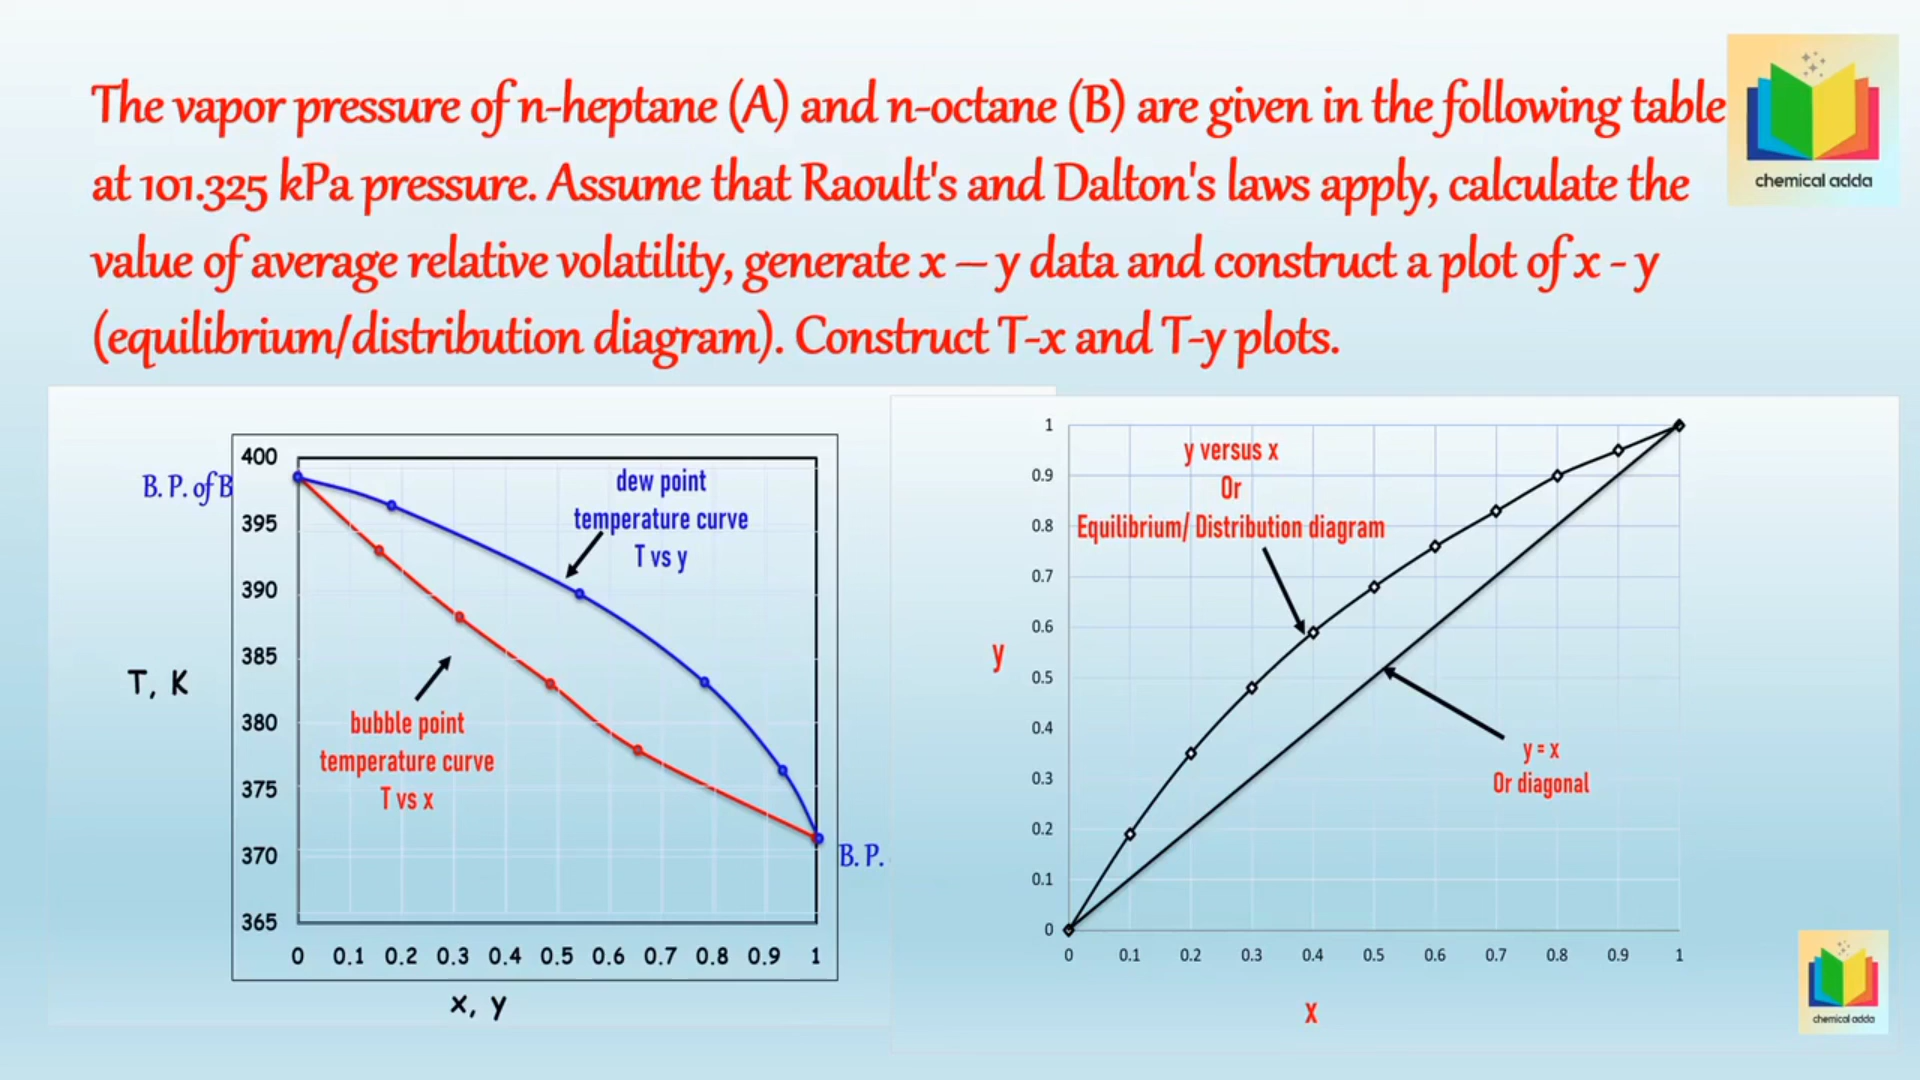 The vapor pressure of n-heptane (A) and n-octane (B) are given in the following table
at 101.325 kPa pressure. Assume that Raoult's and Dalton's laws apply, calculate the
value of average relative volatility, generate x – y data and construct a plot of x - y
(equilibrium/distribution diagram). Construct T-x and T-y plots.
chemical adda
B. P. of B
400
395
390
385
380
375
370
365
T, K
dew point
temperature curve
T vs y
bubble point
temperature curve
T vs x
B. P.
0 0.1 0.2 0.3 0.4 0.5 0.6 0.7 0.8 0.9 1
x, y
1
0.9
0.8
0.7
0.6
0.5
0.4
0.3
0.2
0.1
0
y
y versus x
Or
Equilibrium/ Distribution diagram
y = x
Or diagonal
0 0.1 0.2 0.3 0.4 0.5 0.6 0.7 0.8 0.9 1
x
chemical adda